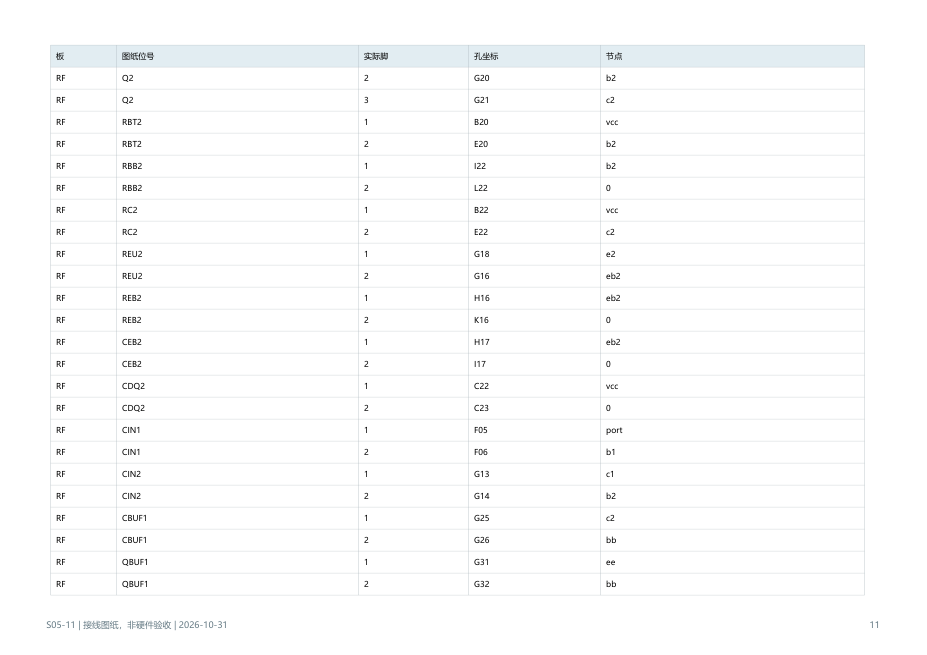 板 图纸位号 实际脚 孔坐标 节点
RF Q2 2 G20 b2
RF Q2 3 G21 c2
RF RBT2 1 B20 vcc
RF RBT2 2 E20 b2
RF RBB2 1 I22 b2
RF RBB2 2 L22 0
RF RC2 1 B22 vcc
RF RC2 2 E22 c2
RF REU2 1 G18 e2
RF REU2 2 G16 eb2
RF REB2 1 H16 eb2
RF REB2 2 K16 0
RF CEB2 1 H17 eb2
RF CEB2 2 I17 0
RF CDQ2 1 C22 vcc
RF CDQ2 2 C23 0
RF CIN1 1 F05 port
RF CIN1 2 F06 b1
RF CIN2 1 G13 c1
RF CIN2 2 G14 b2
RF CBUF1 1 G25 c2
RF CBUF1 2 G26 bb
RF QBUF1 1 G31 ee
RF QBUF1 2 G32 bb
S05-11 | 接线图纸，非硬件验收 | 2026-10-31 11